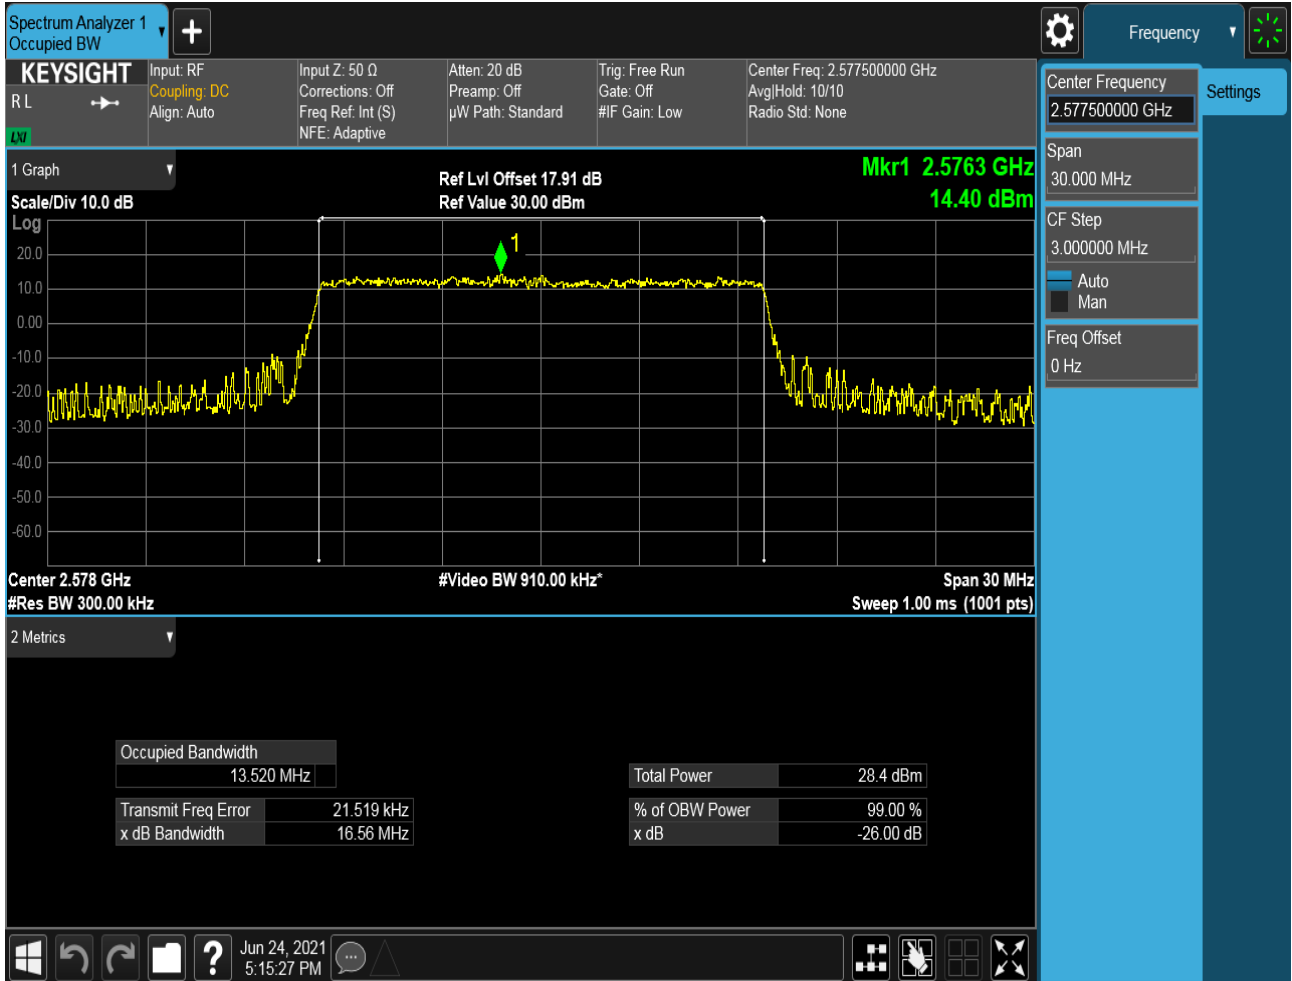 Spectrum Analyzer 1
Occupied BW
Frequency
KEYSIGHT
R L
LXI
Input: RF
Coupling: DC
Align: Auto
Input Z: 50 Ω
Corrections: Off
Freq Ref: Int (S)
NFE: Adaptive
Atten: 20 dB
Preamp: Off
µW Path: Standard
Trig: Free Run
Gate: Off
#IF Gain: Low
Center Freq: 2.577500000 GHz
Avg|Hold: 10/10
Radio Std: None
Center Frequency
2.577500000 GHz
Settings
Span
30.000 MHz
CF Step
3.000000 MHz
Auto
Man
Freq Offset
0 Hz
1 Graph
Scale/Div 10.0 dB
Ref Lvl Offset 17.91 dB
Ref Value 30.00 dBm
Mkr1 2.5763 GHz
14.40 dBm
Log
1
20.0
10.0
0.00
-10.0
-20.0
-30.0
-40.0
-50.0
-60.0
Center 2.578 GHz
#Video BW 910.00 kHz*
Span 30 MHz
#Res BW 300.00 kHz
Sweep 1.00 ms (1001 pts)
2 Metrics
Occupied Bandwidth
13.520 MHz
Total Power 28.4 dBm
Transmit Freq Error 21.519 kHz
% of OBW Power 99.00 %
x dB Bandwidth 16.56 MHz
x dB -26.00 dB
?
Jun 24, 2021
5:15:27 PM